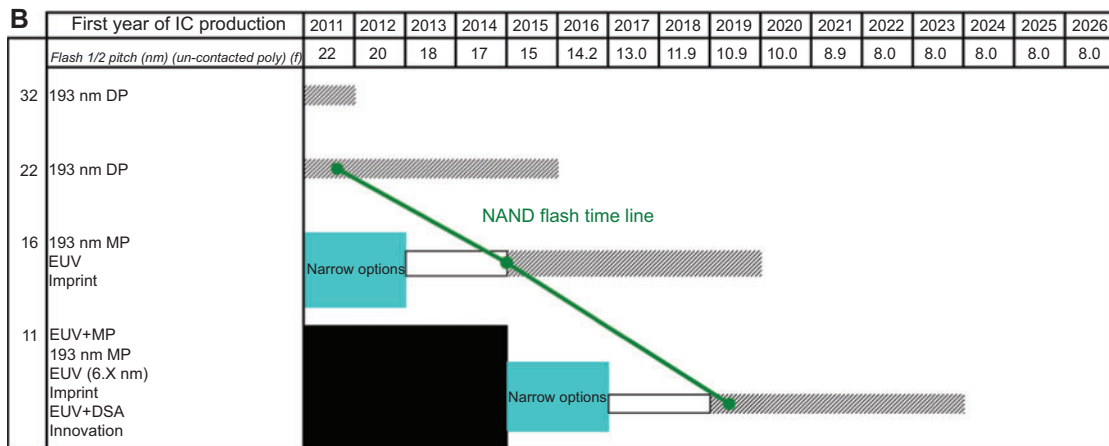 B
First year of IC production 2011 2012 2013 2014 2015 2016 2017 2018 2019 2020 2021 2022 2023 2024 2025 2026
Flash 1/2 pitch (nm) (un-contacted poly) (f) 22 20 18 17 15 14.2 13.0 11.9 10.9 10.0 8.9 8.0 8.0 8.0 8.0 8.0
32 193 nm DP
22 193 nm DP
NAND flash time line
16 193 nm MP
EUV
Imprint
Narrow options
11 EUV+MP
193 nm MP
EUV (6.X nm)
Imprint
EUV+DSA
Innovation
Narrow options